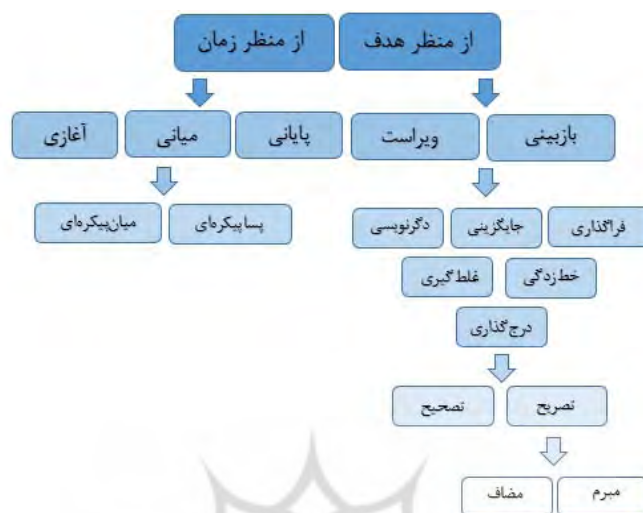 از منظر هدف از منظر زمان
بازبینی ویراست پایانی میانی آغازی
پساپیکره‌ای میان‌پیکره‌ای
فراگذاری جایگزینی دگرنویسی
خط‌زدگی غلط‌گیری
درج‌گذاری
تصریح تصحیح
مبرم مضاف